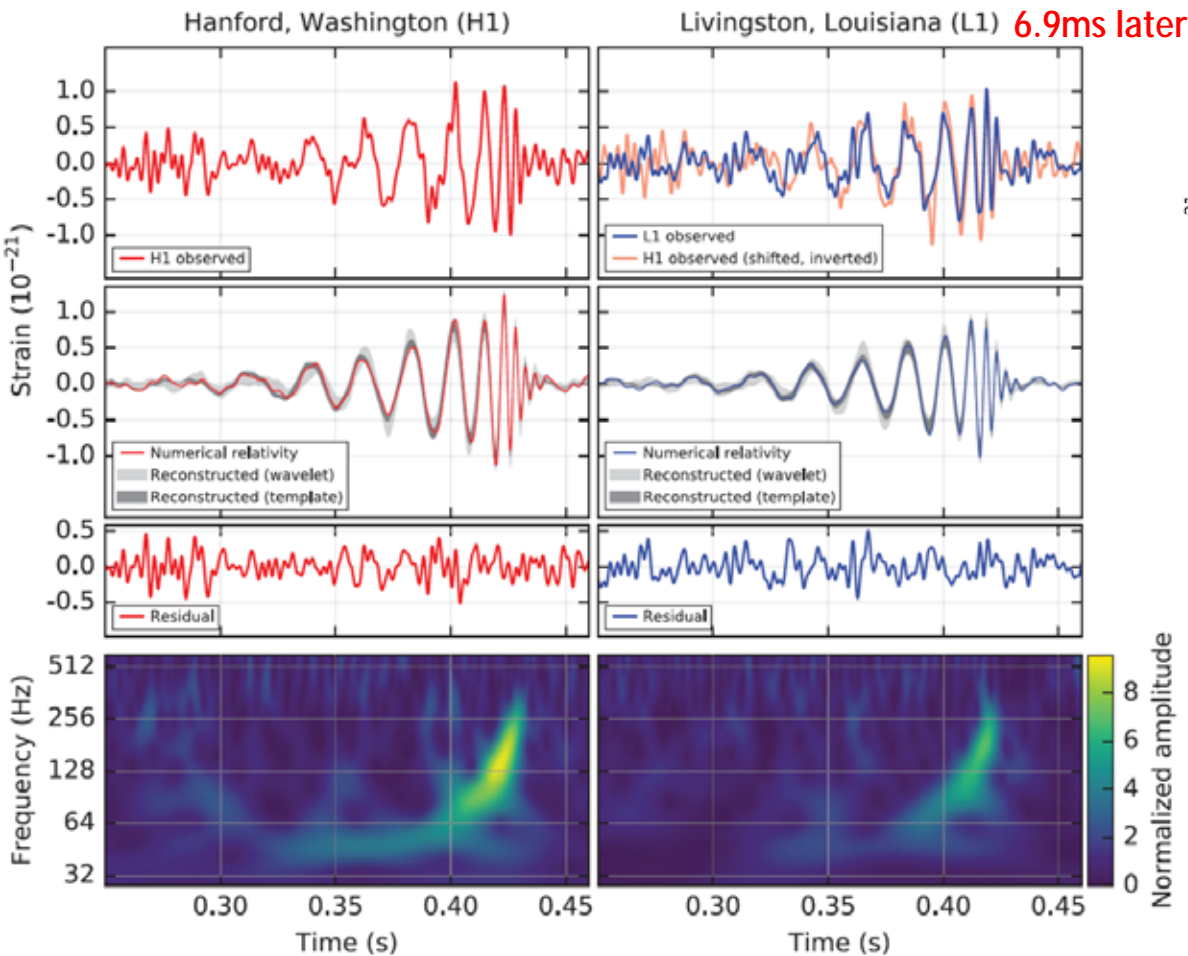 Hanford, Washington (H1)
Livingston, Louisiana (L1)
6.9ms later
Strain (10⁻²¹)
1.0
0.5
0.0
-0.5
-1.0
H1 observed
L1 observed
H1 observed (shifted, inverted)
21
1.0
0.5
0.0
-0.5
-1.0
Numerical relativity
Reconstructed (wavelet)
Reconstructed (template)
Numerical relativity
Reconstructed (wavelet)
Reconstructed (template)
0.5
0.0
-0.5
Residual
Residual
Frequency (Hz)
512
256
128
64
32
Normalized amplitude
8
6
4
2
0
0.30
0.35
0.40
0.45
0.30
0.35
0.40
0.45
Time (s)
Time (s)